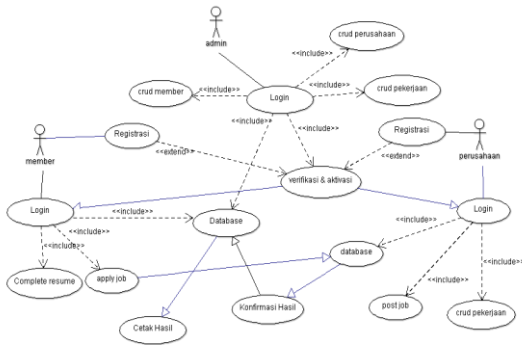 admin
crud perusahaan
<<include>>
crud member
<<include>>
<<include>>
crud pekerjaan
Login
<<include>>
<<include>>
member
Registrasi
<<extend>>
Registrasi
<<extend>>
perusahaan
verifikasi & aktivasi
Login
<<include>>
Database
<<include>>
Login
<<include>>
<<include>>
database
<<include>>
<<include>>
Complete resume
apply job
Konfirmasi Hasil
post job
crud pekerjaan
Cetak Hasil